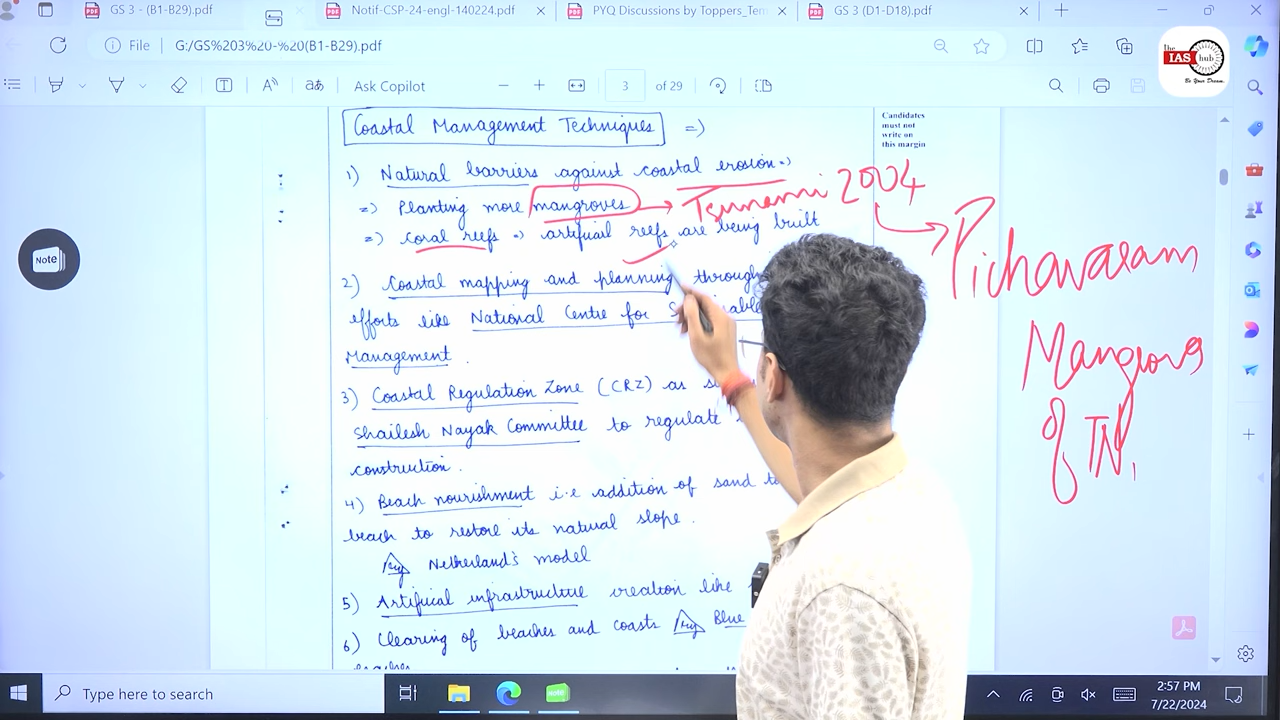 GS 3 - (B1-B29).pdf
Notif-CSP-24-engl-140224.pdf
PYQ Discussions by Toppers_Ten
GS 3 (D1-D18).pdf
File
G:/GS%203%20-%20(B1-B29).pdf
the
IAS hub
Be Your Dream.
Ask Copilot
3
of 29
Candidates
must not
write on
this margin
Coastal Management Techniques =>
1) Natural barriers against coastal erosion =>
=> Planting more mangroves → Tsunami 2004
=> Coral reefs => artifiail reefs are being built
Pichavaram
Mangroves
of TN.
2) Coastal mapping and planning through
efforts like National Centre for
Management.
3) Coastal Regulation Zone (CRZ) as
Shailesh Nayak Committee to regulate
construction.
4) Beach nourishment i.e addition of sand to
beach to restore its natural slope.
Netherland's model
5) Artifical infrastructure creation like
6) Clearing of beaches and coasts Blue
Note
Type here to search
note
2:57 PM
7/22/2024